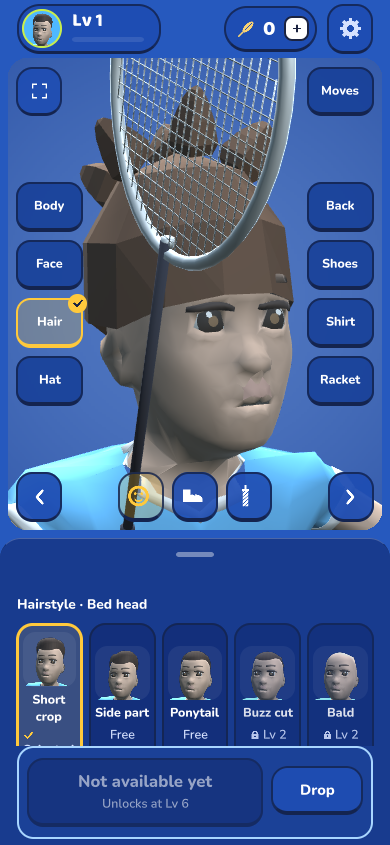 Lv 1
0
+
Moves
Body
Back
Face
Shoes
Hair
Shirt
Hat
Racket
Hairstyle · Bed head
Short crop
Side part
Free
Ponytail
Free
Buzz cut
Lv 2
Bald
Lv 2
Not available yet
Unlocks at Lv 6
Drop